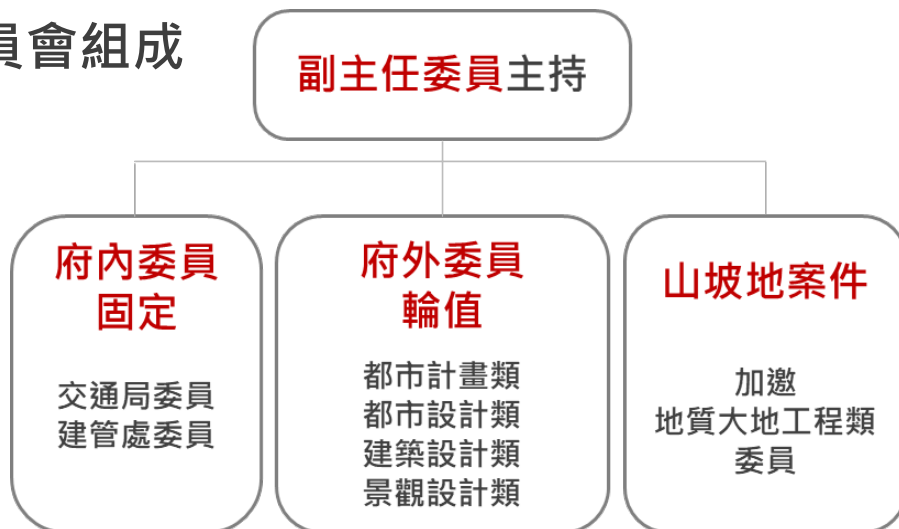 員會組成
副主任委員主持
府內委員
固定
交通局委員
建管處委員
府外委員
輪值
都市計畫類
都市設計類
建築設計類
景觀設計類
山坡地案件
加邀
地質大地工程類
委員